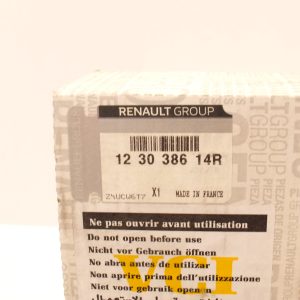 RENAULT GROUP
12 30 386 14R
X1 MADE IN FRANCE
Ne pas ouvrir avant utilisation
Do not open before use
Nicht vor Gebrauch öffnen
No abra antes de utilizar
Non aprire prima dell'utilizzazione
Niet voor gebruik openen